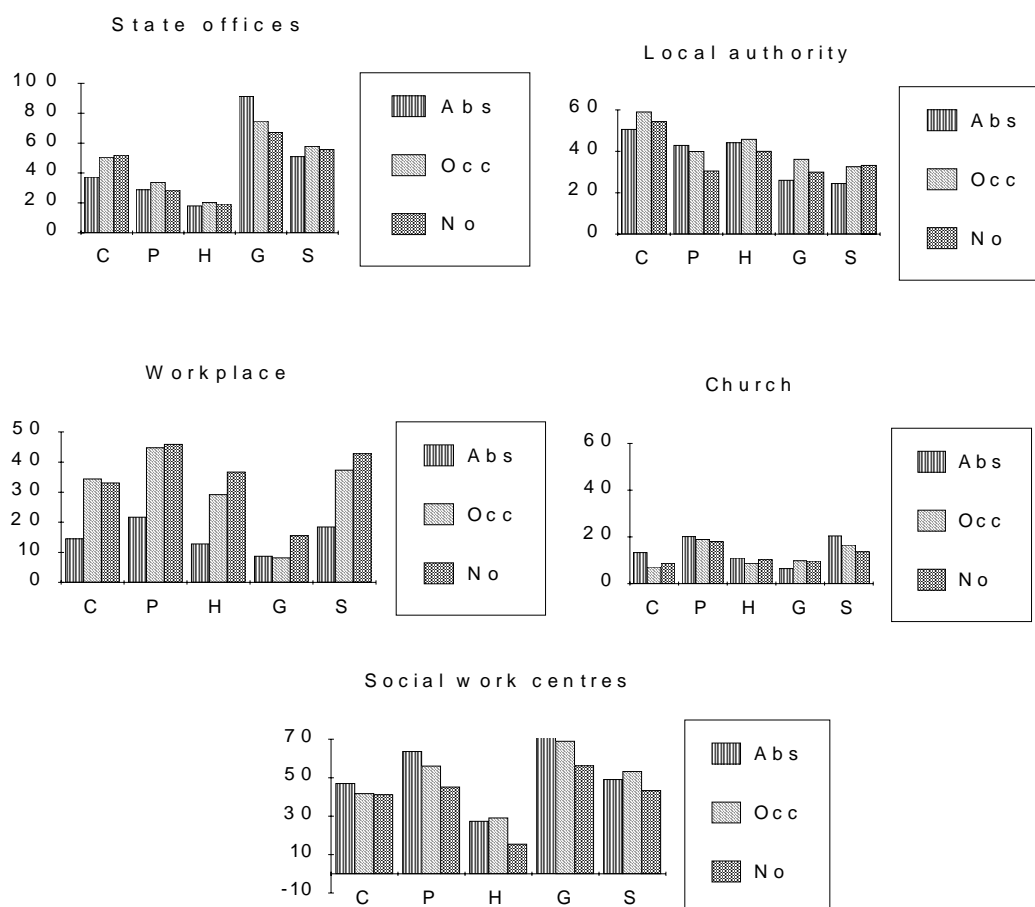 State offices
100
80
60
40
20
0
C P H G S
Abs
Occ
No
Local authority
60
40
20
0
C P H G S
Abs
Occ
No
Workplace
50
40
30
20
10
0
C P H G S
Abs
Occ
No
Church
60
40
20
0
C P H G S
Abs
Occ
No
Social work centres
70
50
30
10
-10
C P H G S
Abs
Occ
No